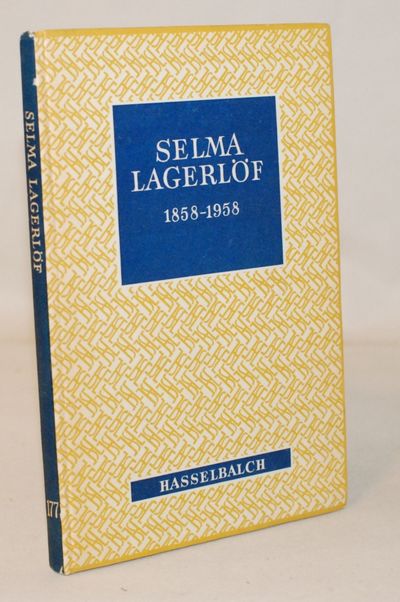 SELMA
LAGERLÖF
1858-1958
HASSELBALCH
SELMA LAGERLÖF
177